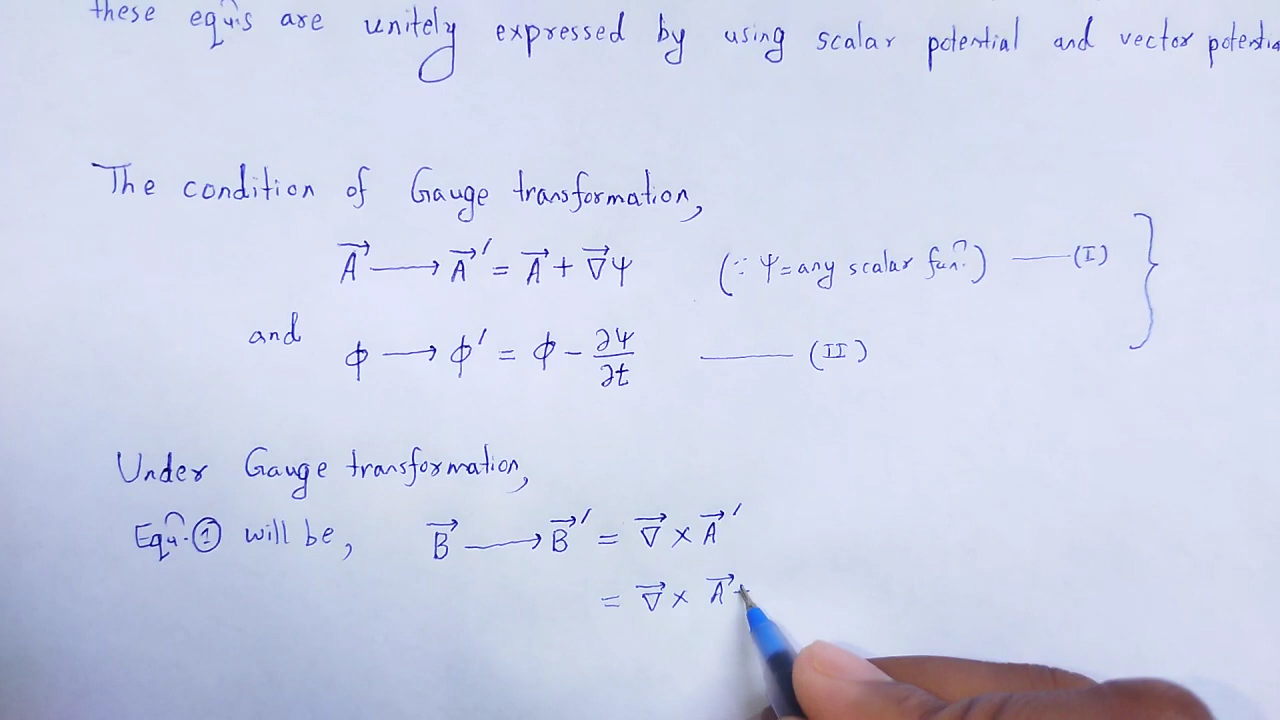 these equ.s are unitely expressed by using scalar potential and vector potentia
The condition of Gauge transformation,
A⃗ → A⃗′ = A⃗ + ∇⃗ψ (∵ ψ = any scalar fun.) —(I)
and
ϕ → ϕ′ = ϕ − ∂ψ/∂t —(II)
Under Gauge transformation,
Equ.① will be, B⃗ → B⃗′ = ∇⃗ × A⃗′
= ∇⃗ × A⃗